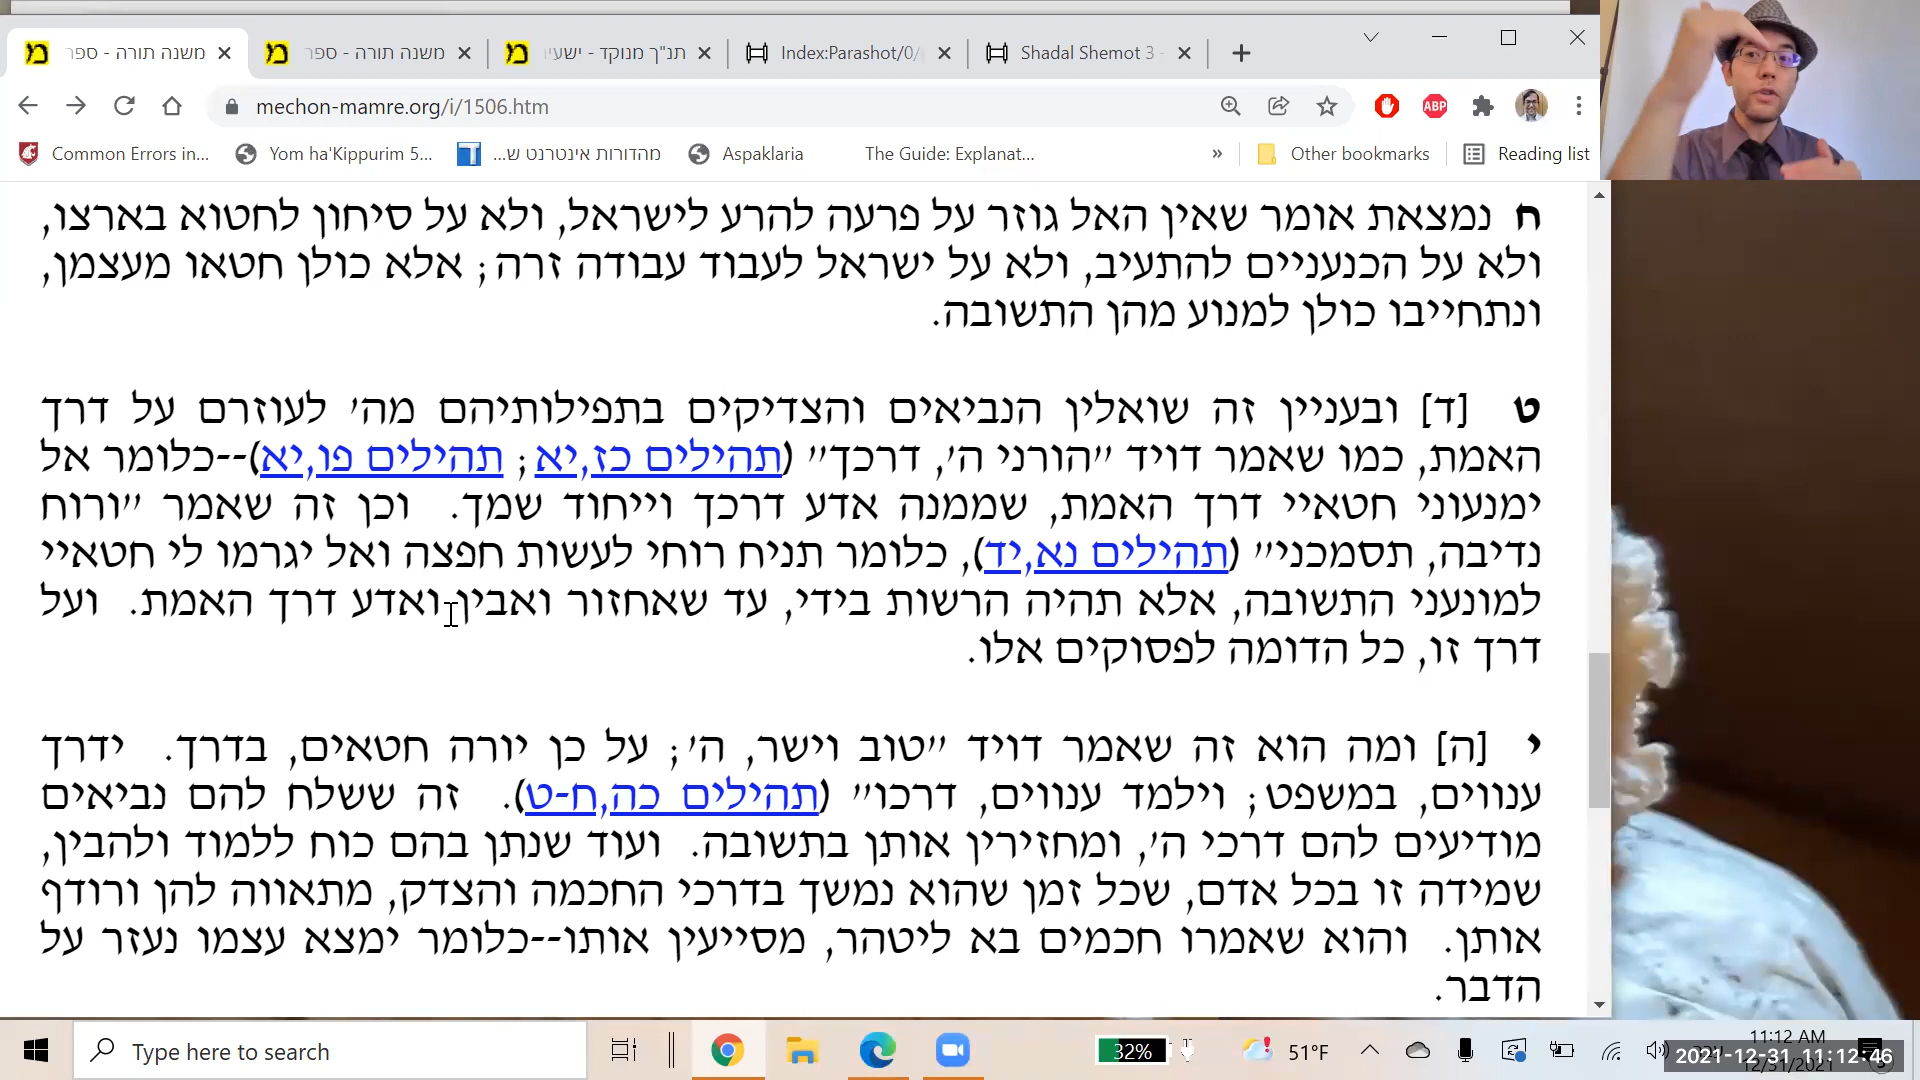 משנה תורה - ספר
משנה תורה - ספר
תנ"ך מנוקד - ישעי
Index:Parashot/0/
Shadal Shemot 3 -
mechon-mamre.org/i/1506.htm
ABP
Common Errors in...
Yom ha'Kippurim 5...
מהדורות אינטרנט ש...
Aspaklaria
The Guide: Explanat...
»
Other bookmarks
Reading list
ח נמצאת אומר שאין האל גוזר על פרעה להרע לישראל, ולא על סיחון לחטוא בארצו,
ולא על הכנעניים להתעיב, ולא על ישראל לעבוד עבודה זרה; אלא כולן חטאו מעצמן,
ונתחייבו כולן למנוע מהן התשובה.
ט [ד] ובעניין זה שואלין הנביאים והצדיקים בתפילותיהם מה' לעוזרם על דרך
האמת, כמו שאמר דויד "הורני ה', דרכך" (תהילים כז,יא; תהילים פו,יא)--כלומר אל
ימנעוני חטאיי דרך האמת, שממנה אדע דרכך וייחוד שמך. וכן זה שאמר "ורוח
נדיבה, תסמכני" (תהילים נא,יד), כלומר תניח רוחי לעשות חפצה ואל יגרמו לי חטאיי
למונעני התשובה, אלא תהיה הרשות בידי, עד שאחזור ואבין ואדע דרך האמת. ועל
דרך זו, כל הדומה לפסוקים אלו.
י [ה] ומה הוא זה שאמר דויד "טוב וישר, ה'; על כן יורה חטאים, בדרך. ידרך
ענווים, במשפט; וילמד ענווים, דרכו" (תהילים כה,ח-ט). זה ששלח להם נביאים
מודיעים להם דרכי ה', ומחזירין אותן בתשובה. ועוד שנתן בהם כוח ללמוד ולהבין,
שמידה זו בכל אדם, שכל זמן שהוא נמשך בדרכי החכמה והצדק, מתאווה להן ורודף
אותן. והוא שאמרו חכמים בא ליטהר, מסייעין אותו--כלומר ימצא עצמו נעזר על
הדבר.
Type here to search
32%
51°F
11:12 AM
12/31/2021
2021-12-31 11:12:46